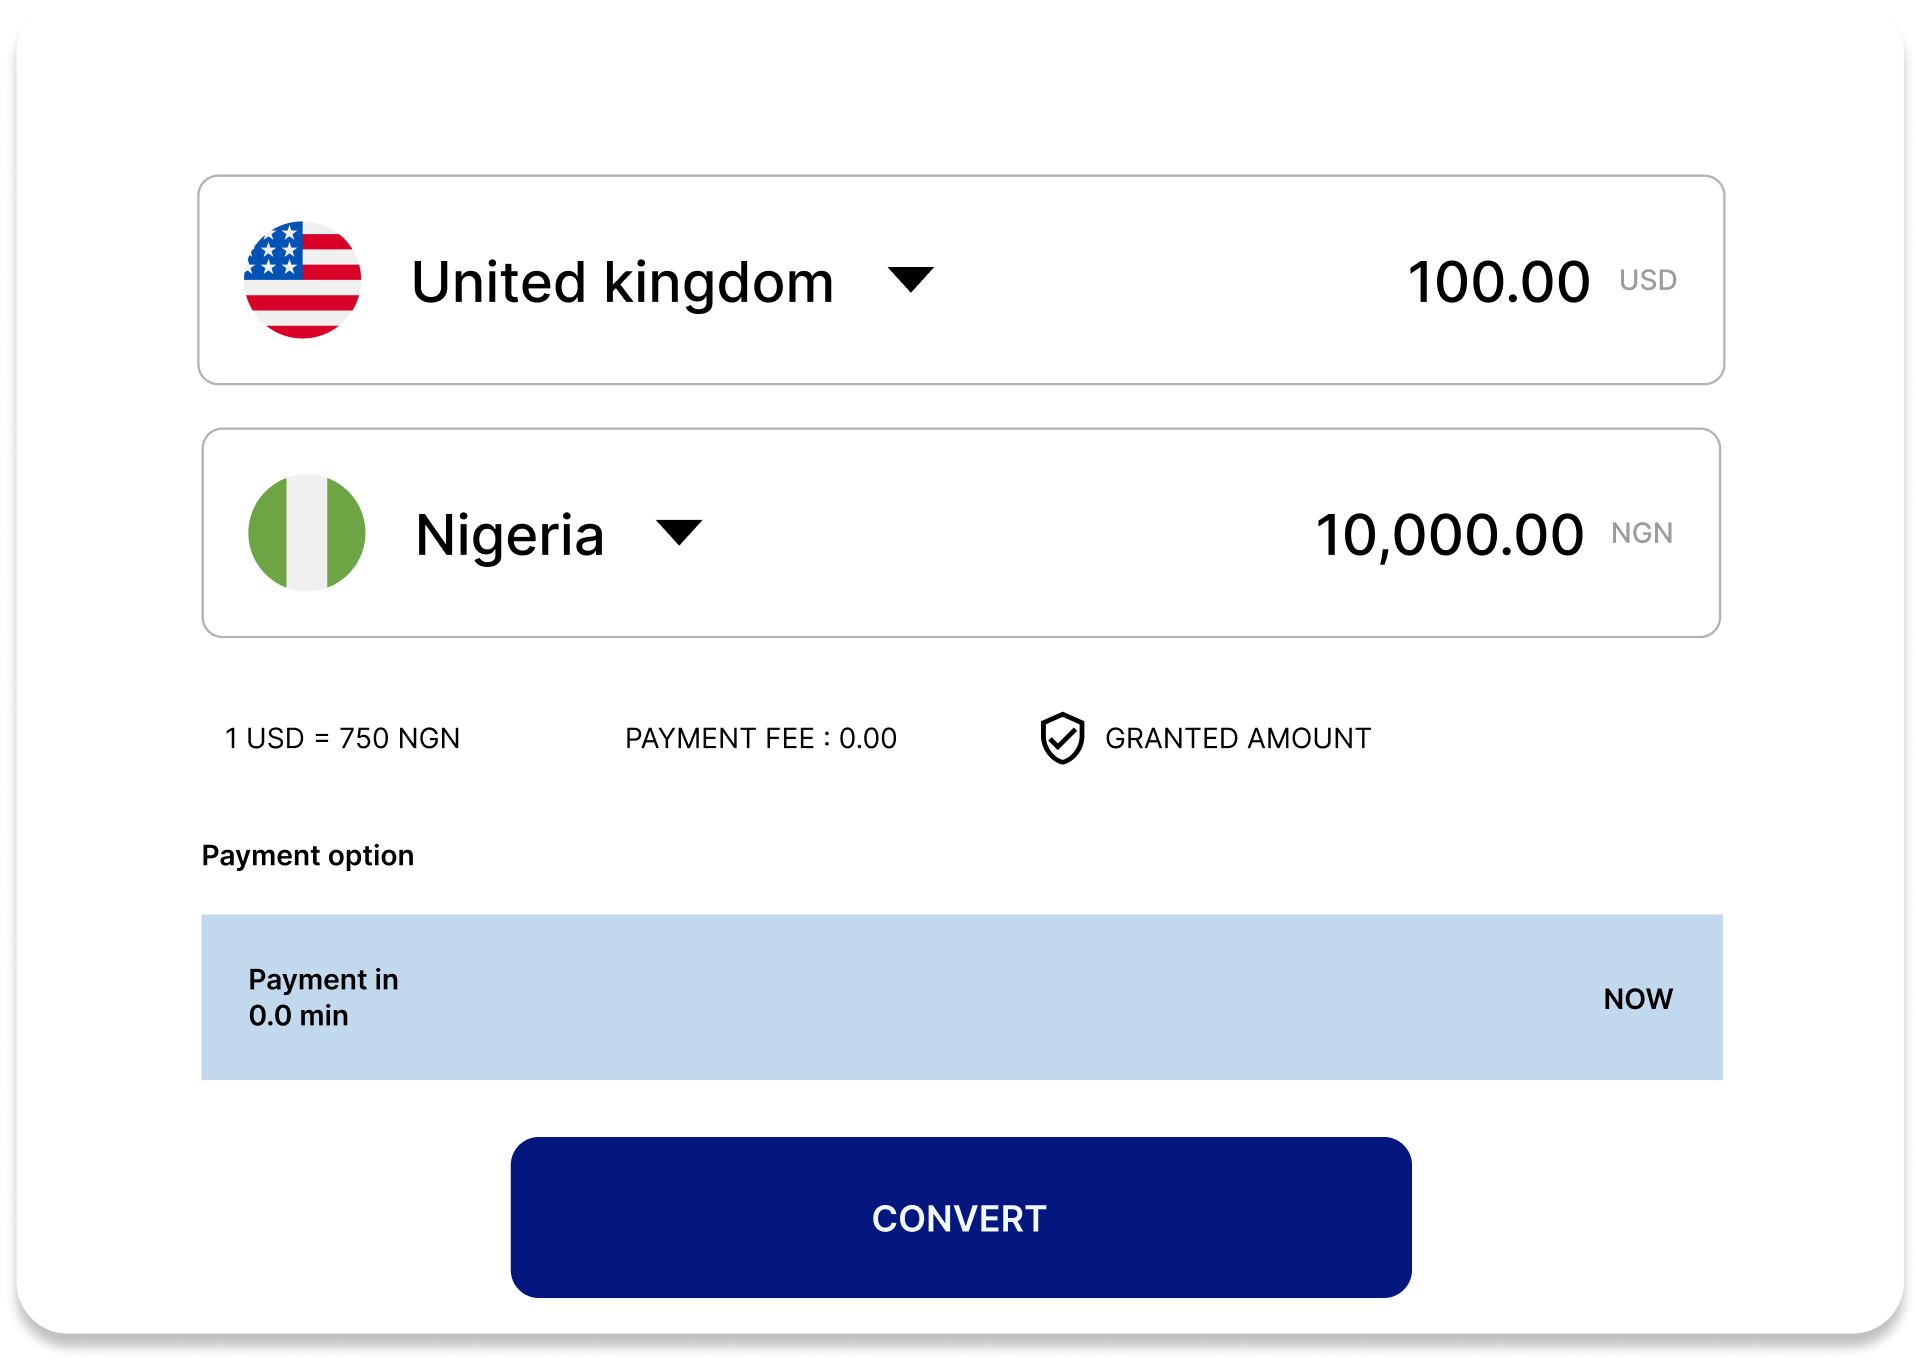 United kingdom 100.00 USD
Nigeria 10,000.00 NGN
1 USD = 750 NGN PAYMENT FEE : 0.00 GRANTED AMOUNT
Payment option
Payment in
0.0 min
NOW
CONVERT